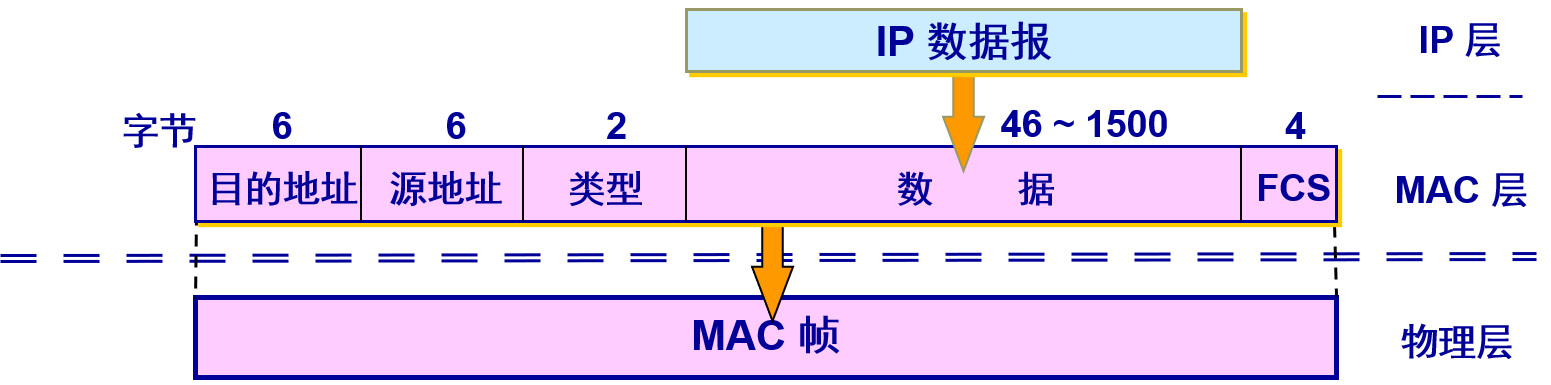 IP 数据报
IP 层
字节 6 6 2 46 ~ 1500 4
目的地址 源地址 类型 数 据 FCS
MAC 层
MAC 帧
物理层